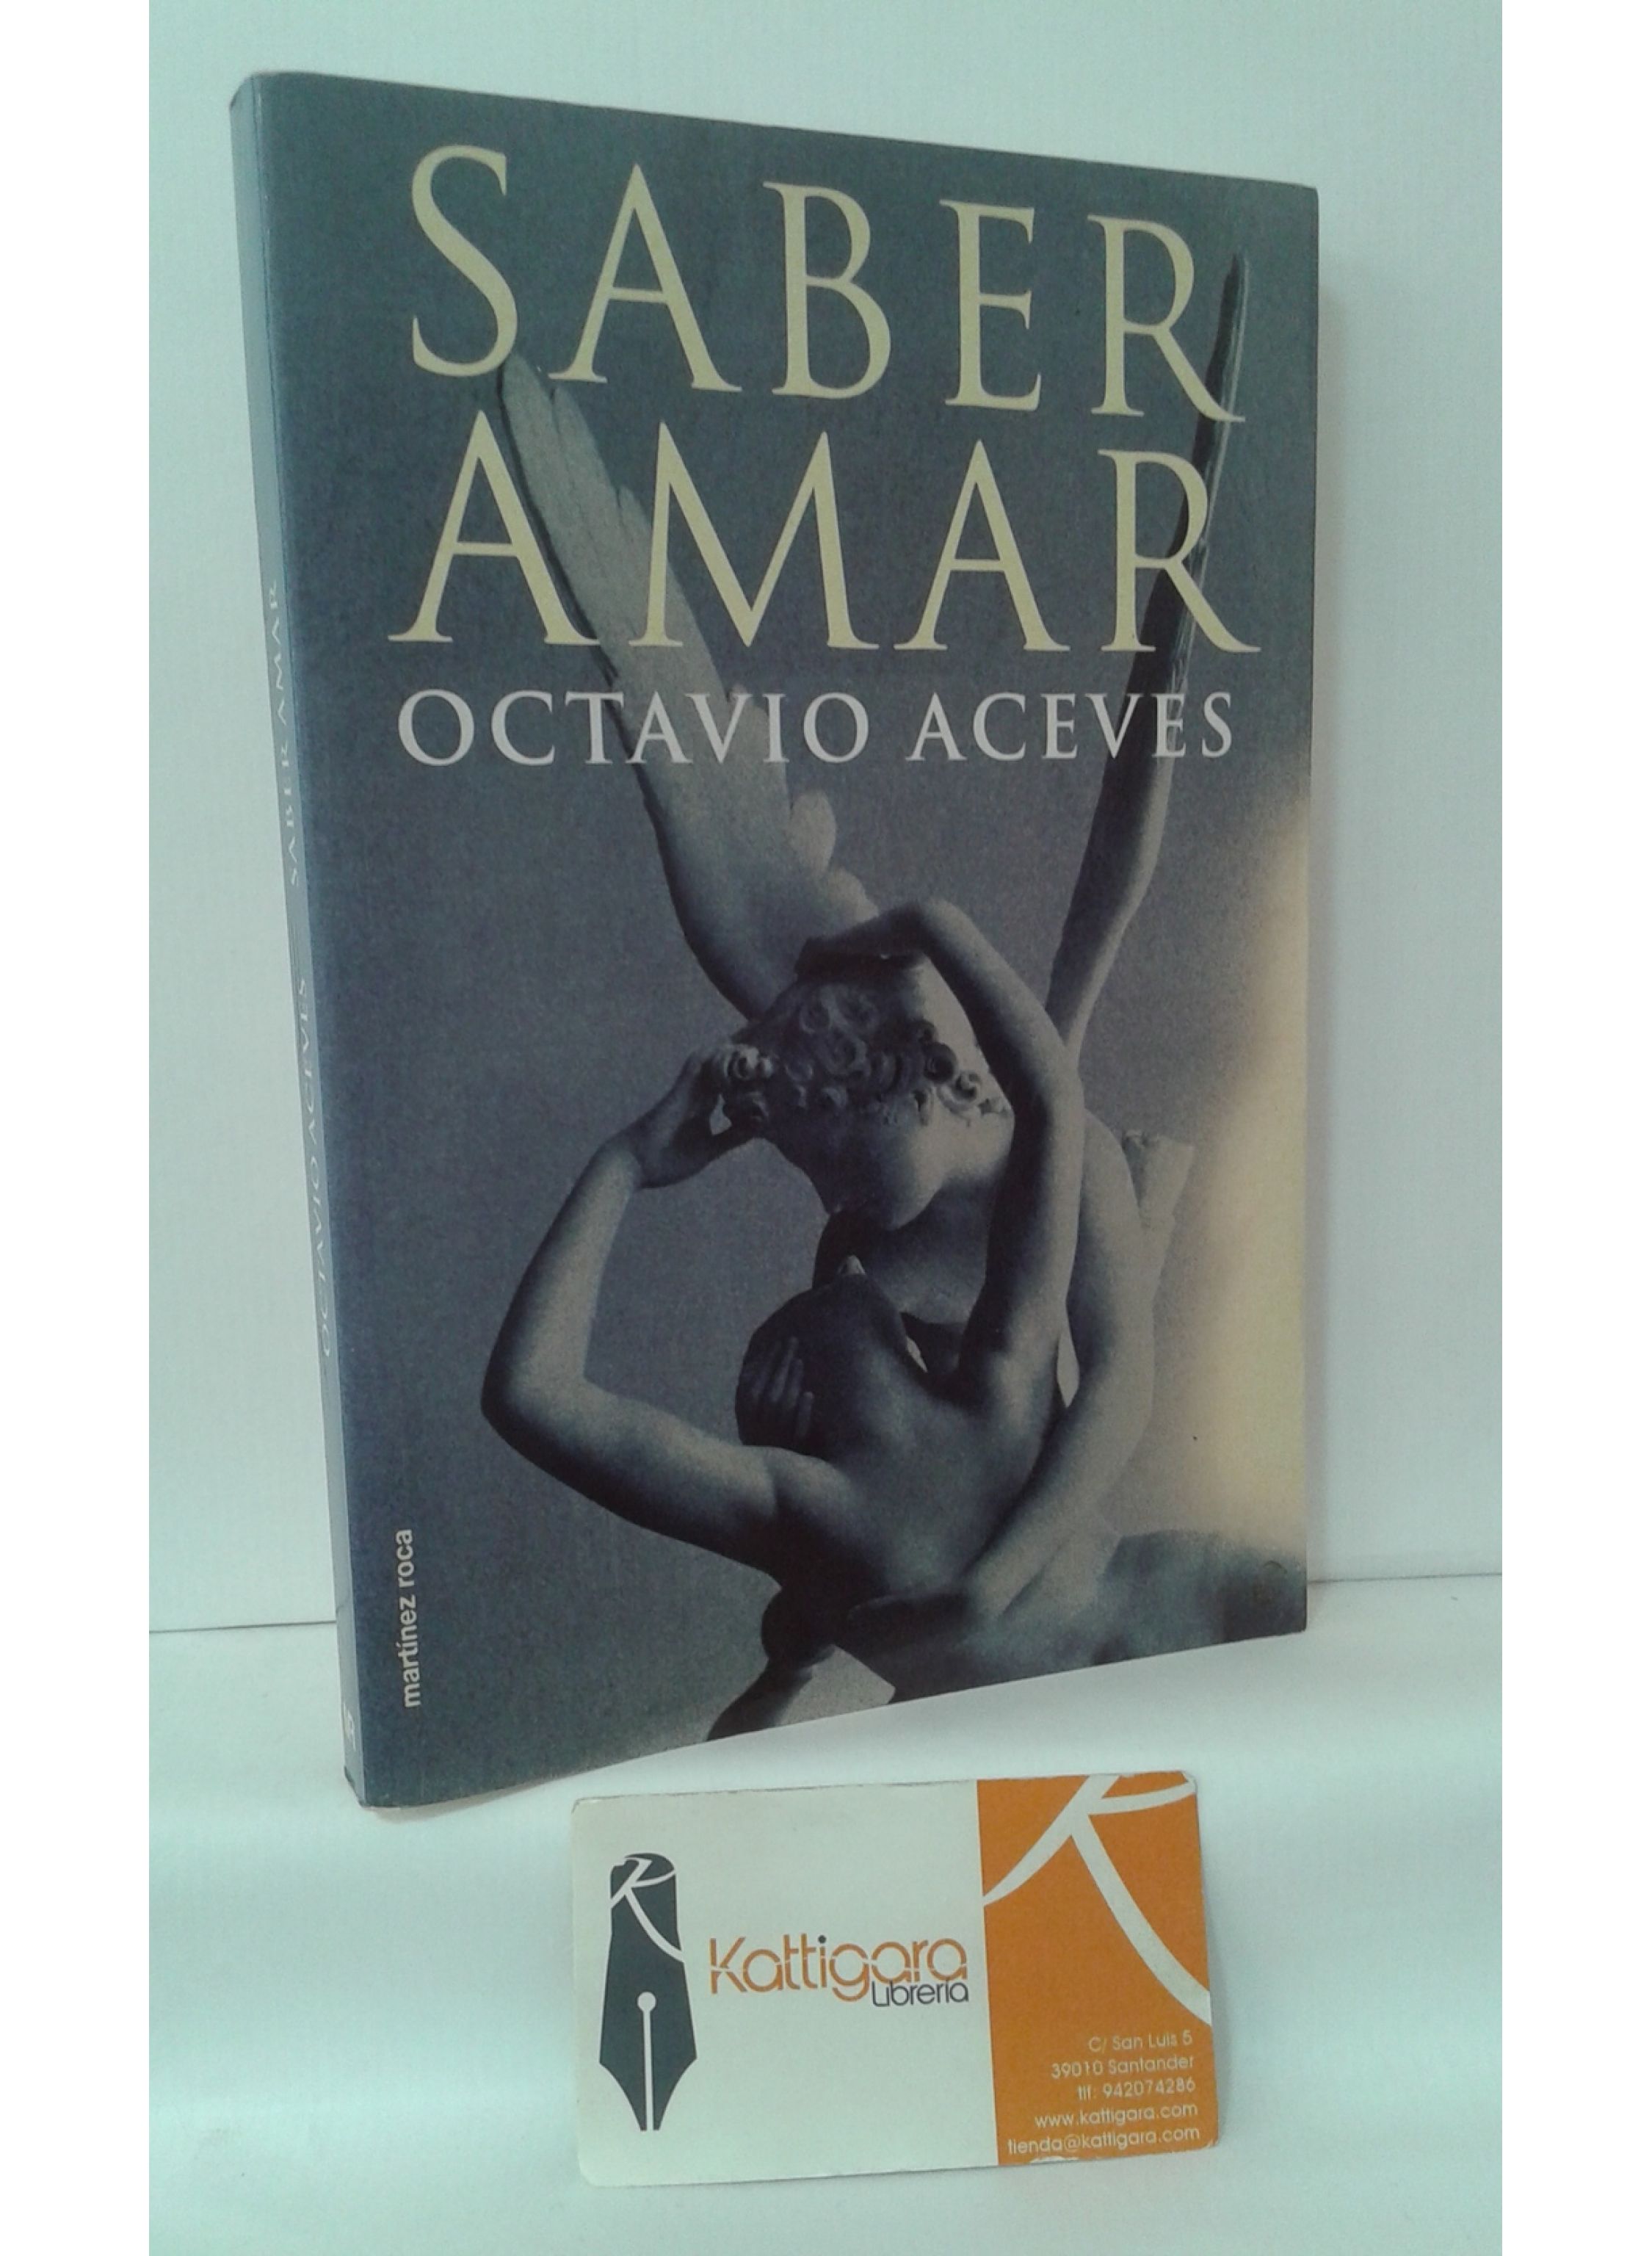 SABER
AMAR
OCTAVIO ACEVES
OCTAVIO ACEVES SABER AMAR
martínez roca
Kattigara
Librería
C/ San Luis 5
39010 Santander
tlf: 942074286
www.kattigara.com
tienda@kattigara.com